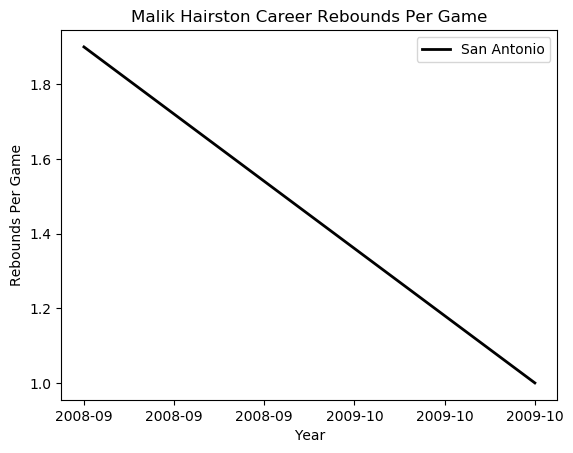 Malik Hairston Career Rebounds Per Game
San Antonio
Rebounds Per Game
1.8
1.6
1.4
1.2
1.0
2008-09 2008-09 2008-09 2009-10 2009-10 2009-10
Year